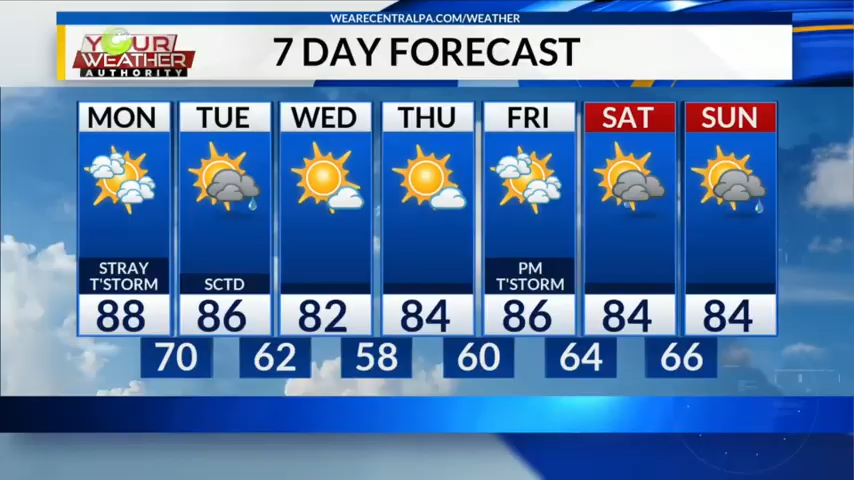 WEARECENTRALPA.COM/WEATHER
YOUR
WEATHER
AUTHORITY
7 DAY FORECAST
MON
TUE
WED
THU
FRI
SAT
SUN
STRAY
T'STORM
SCTD
PM
T'STORM
88
86
82
84
86
84
84
70
62
58
60
64
66